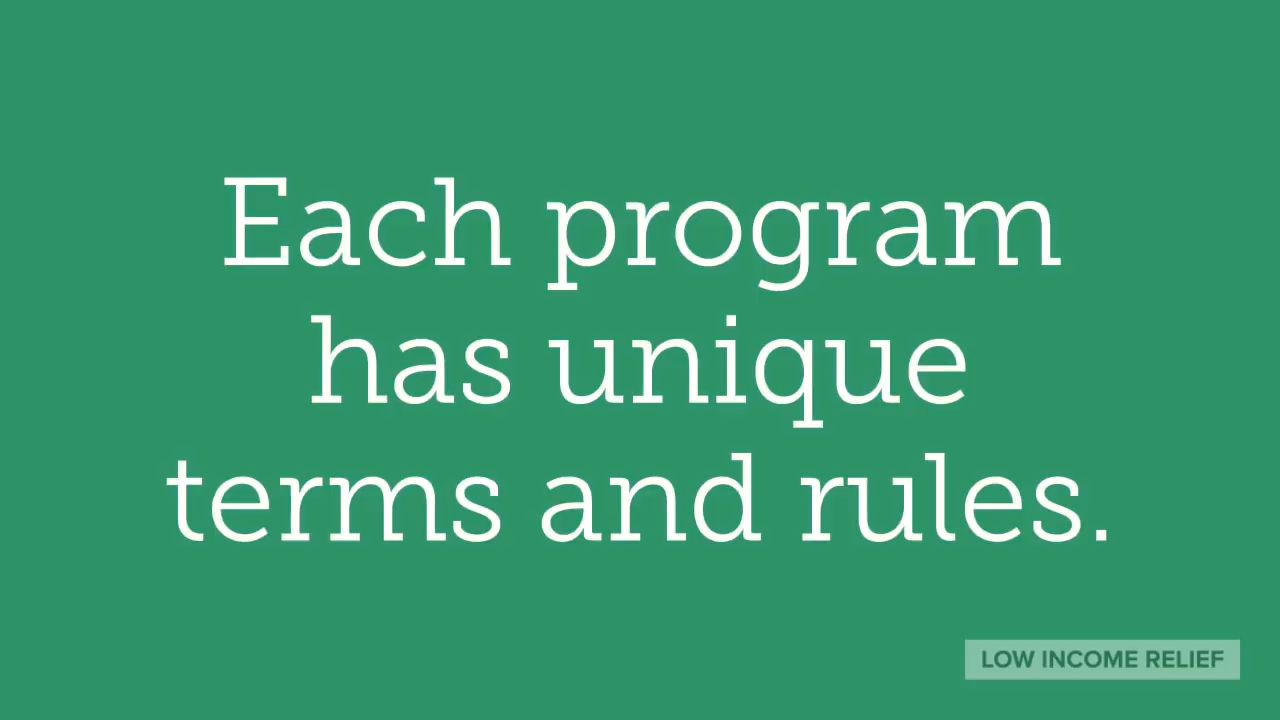 Each program
has unique
terms and rules.
LOW INCOME RELIEF